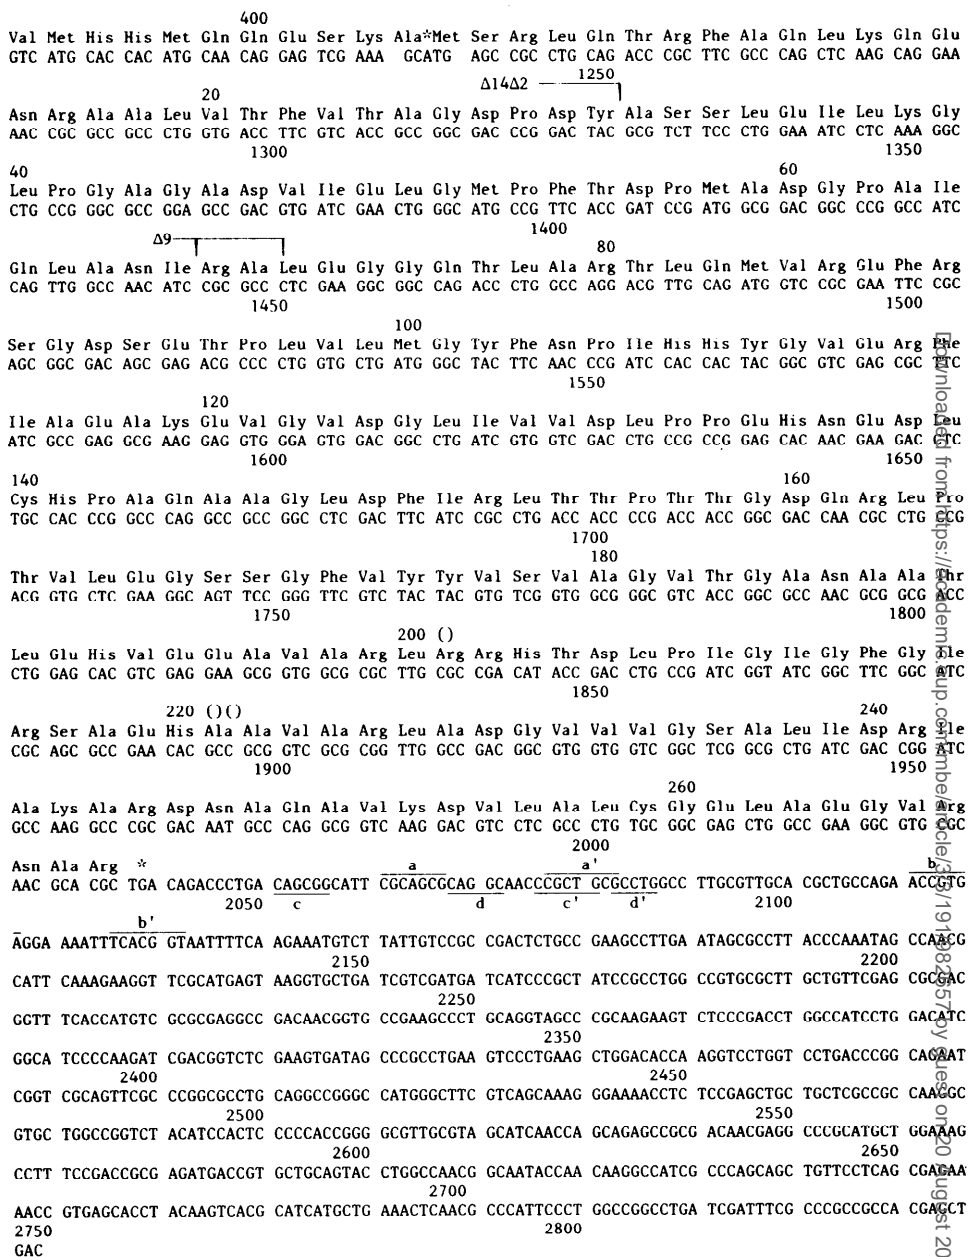 400
Val Met His His Met Gln Gln Glu Ser Lys Ala*Met Ser Arg Leu Gln Thr Arg Phe Ala Gln Leu Lys Gln Glu
GTC ATG CAC CAC ATG CAA CAG GAG TCG AAA GCATG AGC CGC CTG CAG ACC CGC TTC GCC CAG CTC AAG CAG GAA
Δ14Δ2 1250
20
Asn Arg Ala Ala Leu Val Thr Phe Val Thr Ala Gly Asp Pro Asp Tyr Ala Ser Ser Leu Glu Ile Leu Lys Gly
AAC CGC GCC GCC CTG GTG ACC TTC GTC ACC GCC GGC GAC CCG GAC TAC GCG TCT TCC CTG GAA ATC CTC AAA GGC
1300 1350
40 60
Leu Pro Gly Ala Gly Ala Asp Val Ile Glu Leu Gly Met Pro Phe Thr Asp Pro Met Ala Asp Gly Pro Ala Ile
CTG CCG GGC GCC GGA GCC GAC GTG ATC GAA CTG GGC ATG CCG TTC ACC GAT CCG ATG GCG GAC GGC CCG GCC ATC
1400
Δ9 80
Gln Leu Ala Asn Ile Arg Ala Leu Glu Gly Gly Gln Thr Leu Ala Arg Thr Leu Gln Met Val Arg Glu Phe Arg
CAG TTG GCC AAC ATC CGC GCC CTC GAA GGC GGC CAG ACC CTG GCC AGG ACG TTG CAG ATG GTC CGC GAA TTC CGC
1450 1500
100
Ser Gly Asp Ser Glu Thr Pro Leu Val Leu Met Gly Tyr Phe Asn Pro Ile His His Tyr Gly Val Glu Arg Phe
AGC GGC GAC AGC GAG ACG CCC CTG GTG CTG ATG GGC TAC TTC AAC CCG ATC CAC CAC TAC GGC GTC GAG CGC TTC
1550
120
Ile Ala Glu Ala Lys Glu Val Gly Val Asp Gly Leu Ile Val Val Asp Leu Pro Pro Glu His Asn Glu Asp Leu
ATC GCC GAG GCG AAG GAG GTG GGA GTG GAC GGC CTG ATC GTG GTC GAC CTG CCG CCG GAG CAC AAC GAA GAC CTC
1600 1650
140 160
Cys His Pro Ala Gln Ala Ala Gly Leu Asp Phe Ile Arg Leu Thr Thr Pro Thr Thr Gly Asp Gln Arg Leu Pro
TGC CAC CCG GCC CAG GCC GCC GGC CTC GAC TTC ATC CGC CTG ACC ACC CCG ACC ACC GGC GAC CAA CGC CTG CCG
1700
180
Thr Val Leu Glu Gly Ser Ser Gly Phe Val Tyr Tyr Val Ser Val Ala Gly Val Thr Gly Ala Asn Ala Ala Thr
ACG GTG CTC GAA GGC AGT TCC GGG TTC GTC TAC TAC GTG TCG GTG GCG GGC GTC ACC GGC GCC AAC GCG GCG ACC
1750 1800
200 ()
Leu Glu His Val Glu Glu Ala Val Ala Arg Leu Arg Arg His Thr Asp Leu Pro Ile Gly Ile Gly Phe Gly Ile
CTG GAG CAC GTC GAG GAA GCG GTG GCG CGC TTG CGC CGA CAT ACC GAC CTG CCG ATC GGT ATC GGC TTC GGC ATC
1850
220 ()() 240
Arg Ser Ala Glu His Ala Ala Val Ala Arg Leu Ala Asp Gly Val Val Val Gly Ser Ala Leu Ile Asp Arg Ile
CGC AGC GCC GAA CAC GCC GCG GTC GCG CGG TTG GCC GAC GGC GTG GTG GTC GGC TCG GCG CTG ATC GAC CGG ATC
1900 1950
260
Ala Lys Ala Arg Asp Asn Ala Gln Ala Val Lys Asp Val Leu Ala Leu Cys Gly Glu Leu Ala Glu Gly Val Arg
GCC AAG GCC CGC GAC AAT GCC CAG GCG GTC AAG GAC GTC CTC GCC CTG TGC GGC GAG CTG GCC GAA GGC GTG CGC
2000
Asn Ala Arg * a a' b
AAC GCA CGC TGA CAGACCCTGA CAGCGGCATT CGCAGCGCAG GCAACCCGCT GCGCCTGGCC TTGCGTTGCA CGCTGCCAGA ACCGTG
2050 c d c' d' 2100
b'
AGGA AAATTTCACG GTAATTTTCA AGAAATGTCT TATTGTCCGC CGACTCTGCC GAAGCCTTGA ATAGCGCCTT ACCCAAATAG CCAACG
2150 2200
CATT CAAAGAAGGT TCGCATGAGT AAGGTGCTGA TCGTCGATGA TCATCCCGCT ATCCGCCTGG CCGTGCGCTT GCTGTTCGAG CGCGAC
2250
GGTT TCACCATGTC GCGCGAGGCC GACAACGGTG CCGAAGCCCT GCAGGTAGCC CGCAAGAAGT CTCCCGACCT GGCCATCCTG GACATC
2350
GGCA TCCCCAAGAT CGACGGTCTC GAAGTGATAG CCCGCCTGAA GTCCCTGAAG CTGGACACCA AGGTCCTGGT CCTGACCCGG CAGAAT
2400 2450
CGGT CGCAGTTCGC CCGGCGCCTG CAGGCCGGGC CATGGGCTTC GTCAGCAAAG GGAAAACCTC TCCGAGCTGC TGCTCGCCGC CAAGGC
2500 2550
GTGC TGGCCGGTCT ACATCCACTC CCCCACCGGG GCGTTGCGTA GCATCAACCA GCAGAGCCGCG ACAACGAGG CCCGCATGCT GGAAAG
2600 2650
CCTT TCCGACCGCG AGATGACCGT GCTGCAGTAC CTGGCCAACG GCAATACCAA CAAGGCCATCG CCCAGCAGC TGTTCCTCAG CGAGAA
2700
AACC GTGAGCACCT ACAAGTCACG CATCATGCTG AAACTCAACG CCCATTCCCT GGCCGGCCTGA TCGATTTCG CCCGCCGCCA CGAGCT
2750 2800
GAC